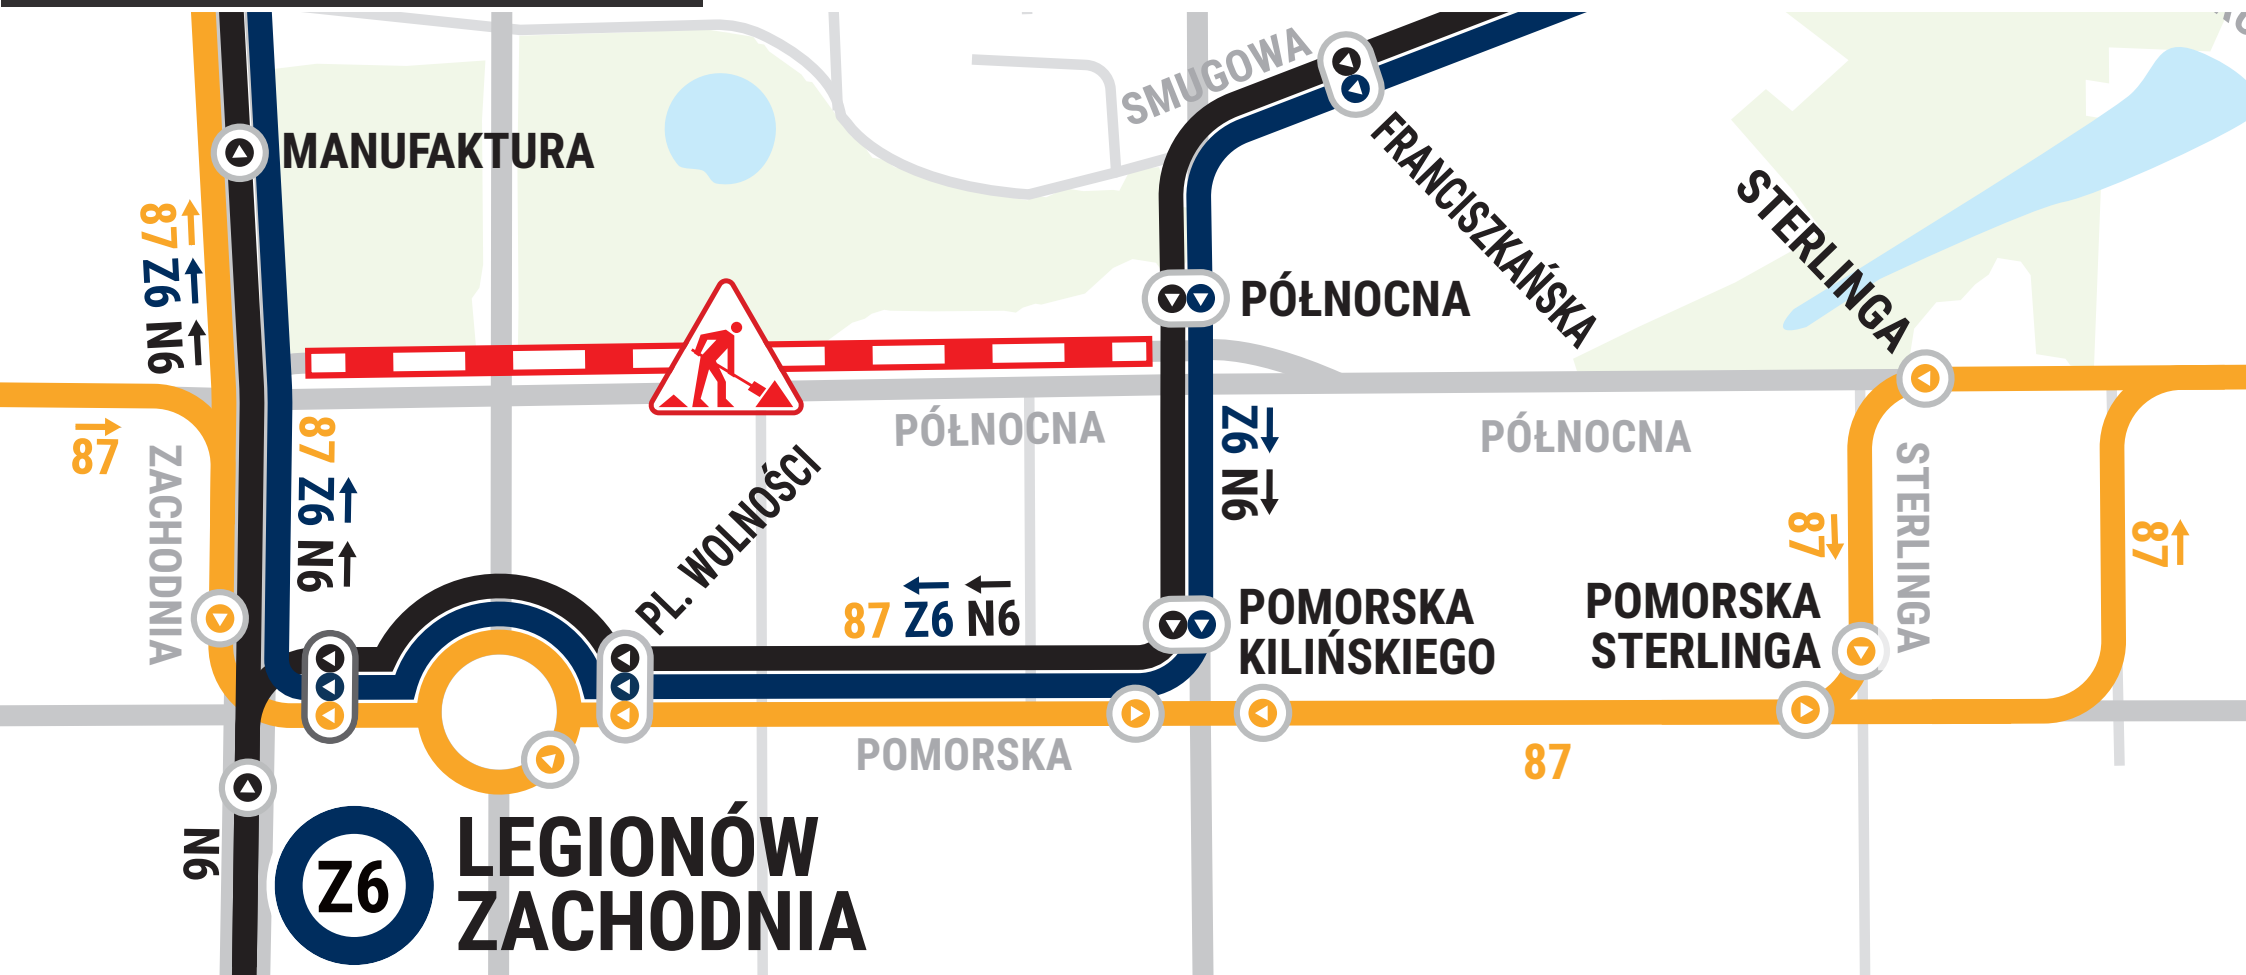 SMUGOWA
MANUFAKTURA
FRANCISZKAŃSKA
STERLINGA
87 Z6 N6
PÓŁNOCNA
87
ZACHODNIA
87 Z6 N6
PL. WOLNOŚCI
PÓŁNOCNA
Z6 N6
PÓŁNOCNA
87
STERLINGA
87
87 Z6 N6
POMORSKA
KILIŃSKIEGO
POMORSKA
STERLINGA
POMORSKA
87
N6
Z6
LEGIONÓW
ZACHODNIA